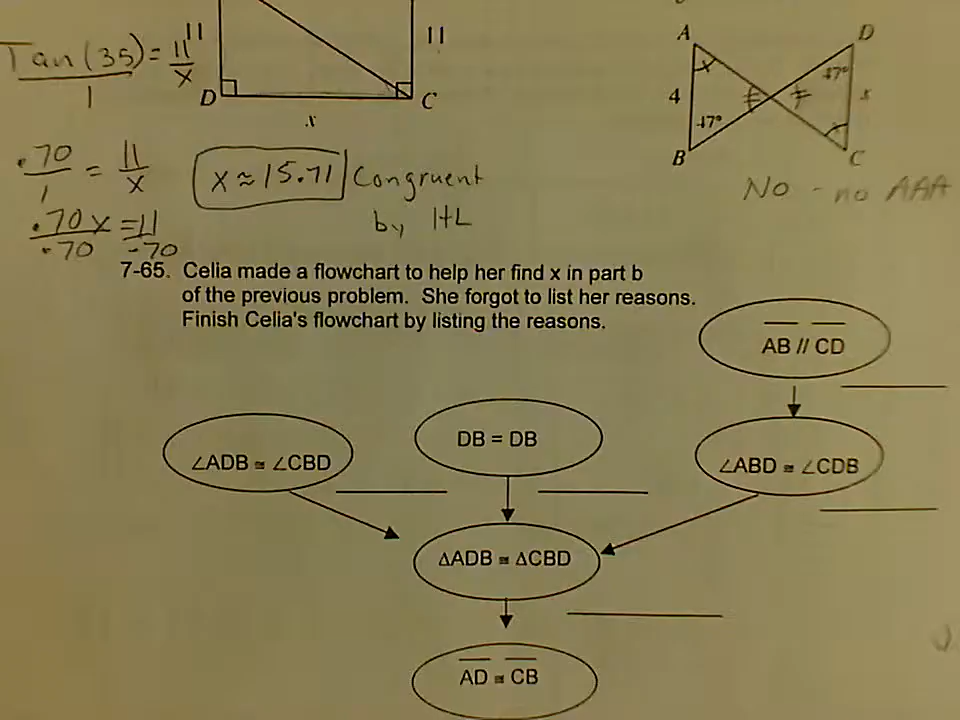 11
11
Tan(35) = 11
1 x
D
C
x
A
D
x
47°
4
x
47°
B
C
.70 = 11
1 x
x ≈ 15.71 Congruent
by HL
No - no AAA
.70x = 11
.70 .70
7-65. Celia made a flowchart to help her find x in part b
of the previous problem. She forgot to list her reasons.
Finish Celia's flowchart by listing the reasons.
AB // CD
DB = DB
∠ADB ≅ ∠CBD
∠ABD ≅ ∠CDB
ΔADB ≅ ΔCBD
AD ≅ CB